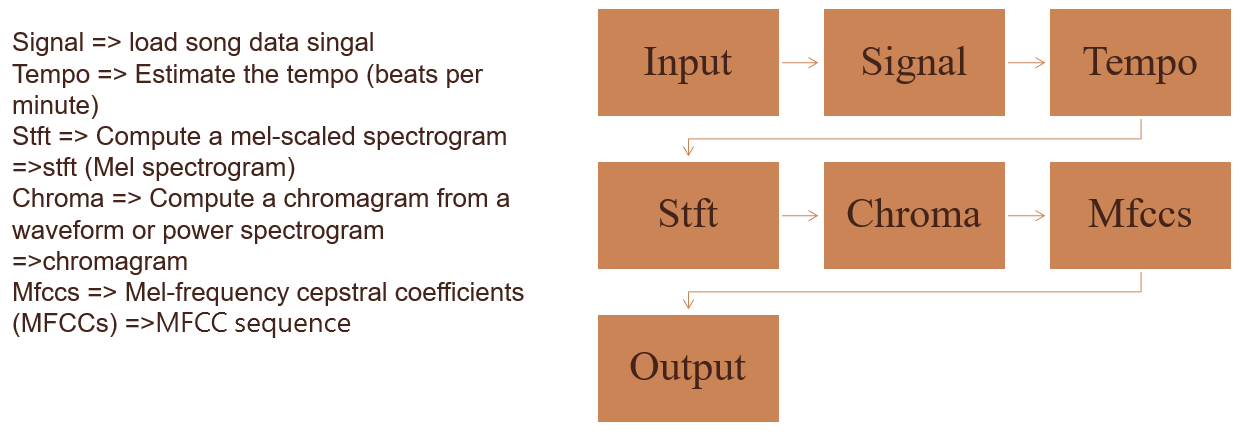 Signal => load song data singal
Tempo => Estimate the tempo (beats per
minute)
Stft => Compute a mel-scaled spectrogram
=>stft (Mel spectrogram)
Chroma => Compute a chromagram from a
waveform or power spectrogram
=>chromagram
Mfccs => Mel-frequency cepstral coefficients
(MFCCs) =>MFCC sequence
Input
Signal
Tempo
Stft
Chroma
Mfccs
Output